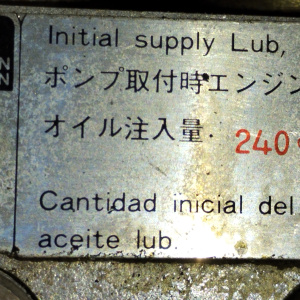 Initial supply Lub,
ポンプ取付時エンジン
オイル注入量. 240
Cantidad inicial del
aceite lub.